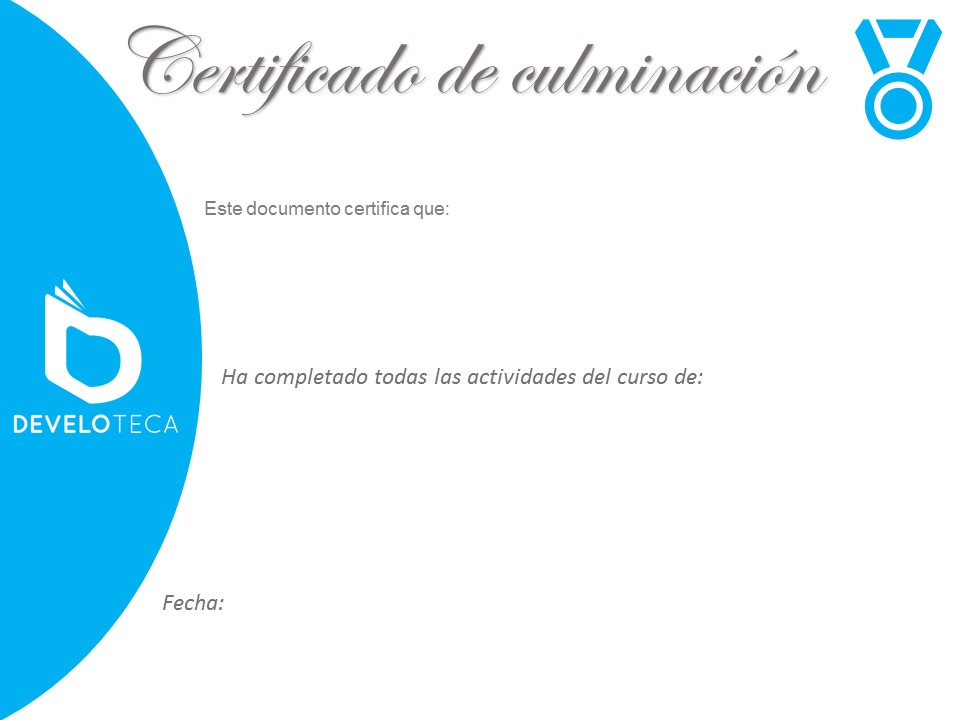 Certificado de culminación
Este documento certifica que:
DEVELOTECA
Ha completado todas las actividades del curso de:
Fecha: